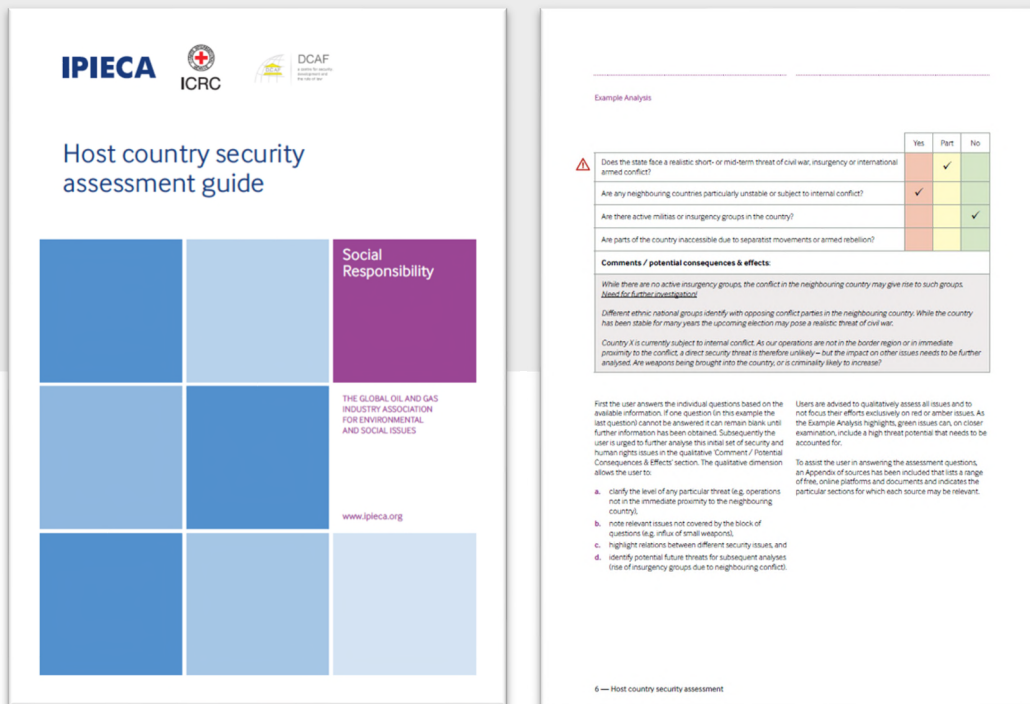 IPIECA
ICRC
DCAF
a centre for security,
development and
the rule of law
Host country security
assessment guide
Social
Responsibility
THE GLOBAL OIL AND GAS
INDUSTRY ASSOCIATION
FOR ENVIRONMENTAL
AND SOCIAL ISSUES
www.ipieca.org
Example Analysis
Yes Part No
Does the state face a realistic short- or mid-term threat of civil war, insurgency or international
armed conflict?
Are any neighbouring countries particularly unstable or subject to internal conflict?
Are there active militias or insurgency groups in the country?
Are parts of the country inaccessible due to separatist movements or armed rebellion?
Comments / potential consequences & effects:
While there are no active insurgency groups, the conflict in the neighbouring country may give rise to such groups.
Need for further investigation!
Different ethnic national groups identify with opposing conflict parties in the neighbouring country. While the country
has been stable for many years the upcoming election may pose a realistic threat of civil war.
Country X is currently subject to internal conflict. As our operations are not in the border region or in immediate
proximity to the conflict, a direct security threat is therefore unlikely – but the impact on other issues needs to be further
analysed. Are weapons being brought into the country, or is criminality likely to increase?
First the user answers the individual questions based on the
available information. If one question (in this example the
last question) cannot be answered it can remain blank until
further information has been obtained. Subsequently the
user is urged to further analyse this initial set of security and
human rights issues in the qualitative 'Comment / Potential
Consequences & Effects' section. The qualitative dimension
allows the user to:
a. clarify the level of any particular threat (e.g. operations
not in the immediate proximity to the neighbouring
country),
b. note relevant issues not covered by the block of
questions (e.g. influx of small weapons),
c. highlight relations between different security issues, and
d. identify potential future threats for subsequent analyses
(rise of insurgency groups due to neighbouring conflict).
Users are advised to qualitatively assess all issues and to
not focus their efforts exclusively on red or amber issues. As
the Example Analysis highlights, green issues can, on closer
examination, include a high threat potential that needs to be
accounted for.
To assist the user in answering the assessment questions,
an Appendix of sources has been included that lists a range
of free, online platforms and documents and indicates the
particular sections for which each source may be relevant.
6 — Host country security assessment